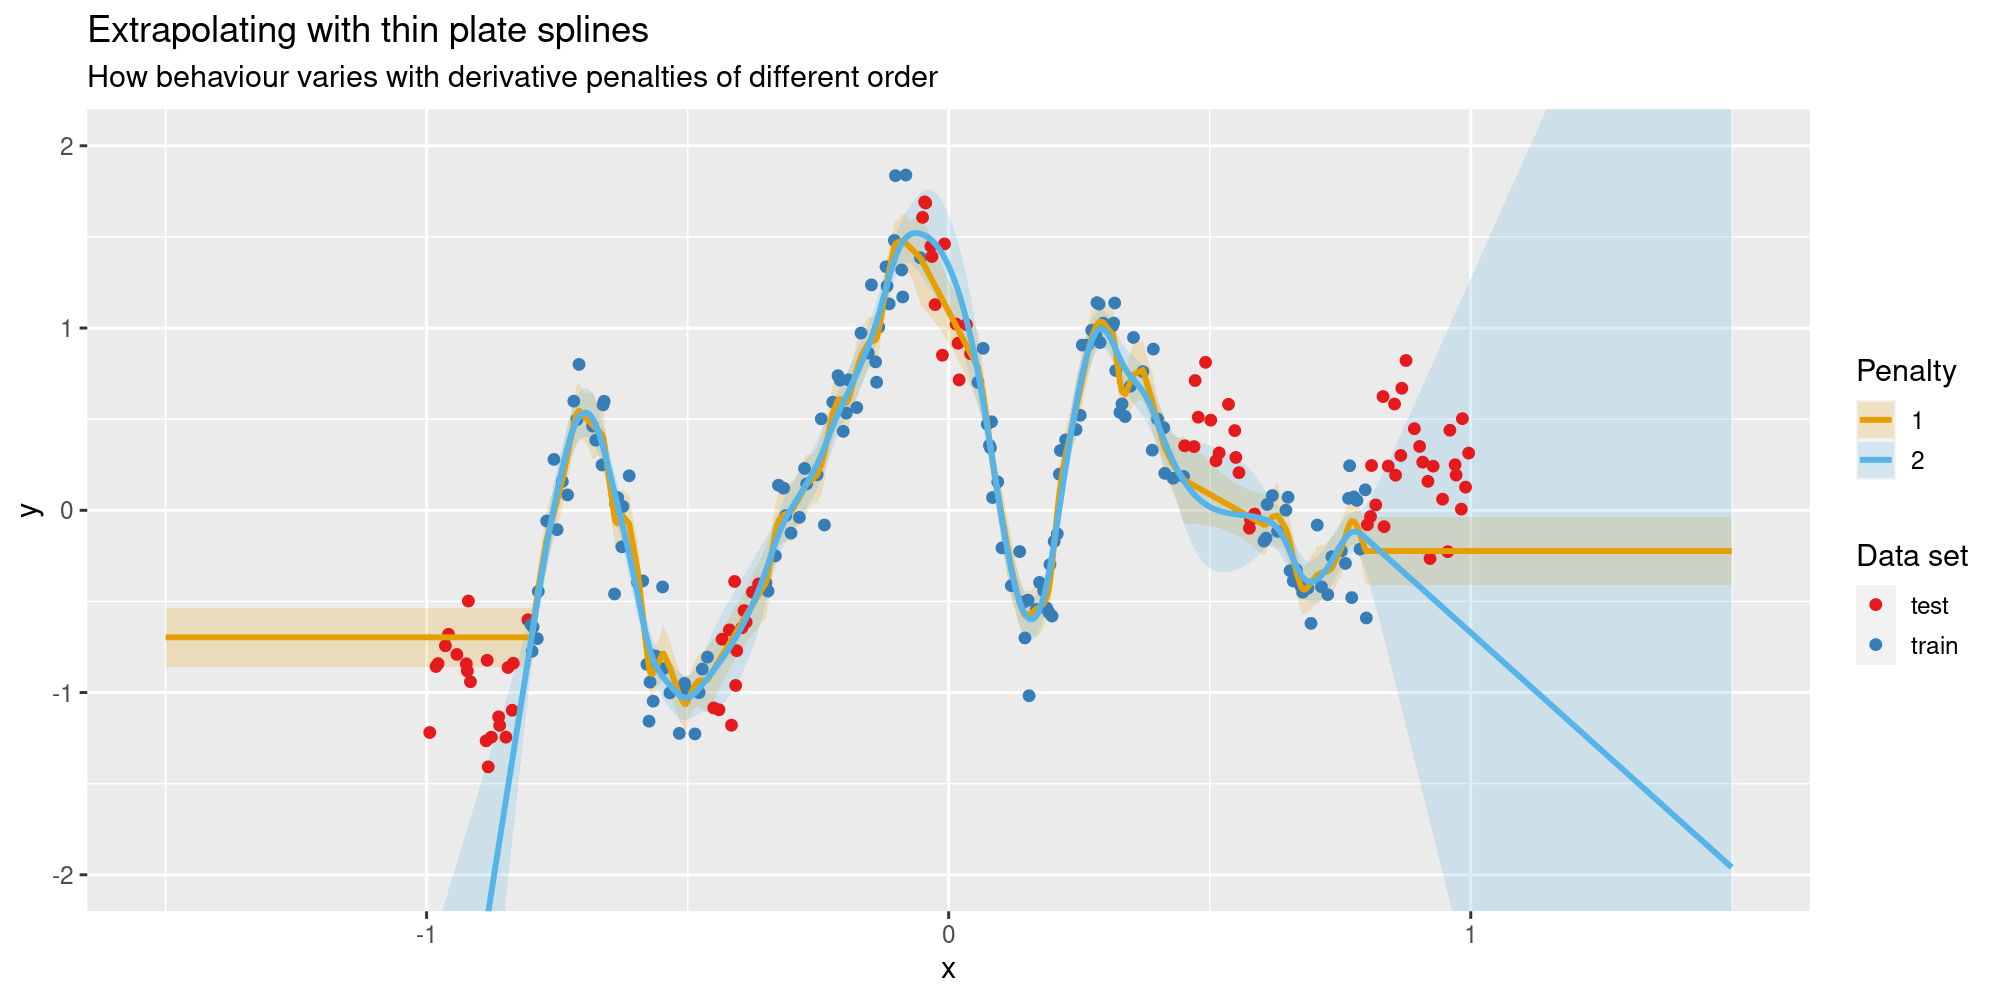 Extrapolating with thin plate splines
How behaviour varies with derivative penalties of different order
2
1
0
-1
-2
y
-1
0
1
x
Penalty
1
2
Data set
test
train